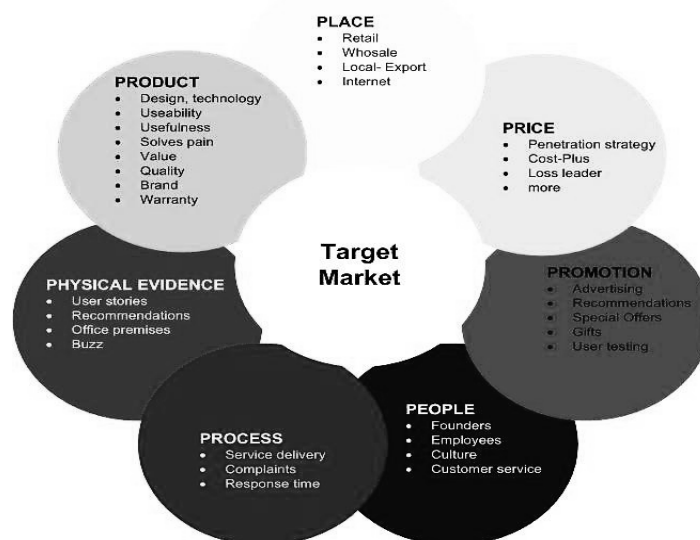 PLACE
• Retail
• Whosale
• Local- Export
• Internet
PRODUCT
• Design, technology
• Useability
• Usefulness
• Solves pain
• Value
• Quality
• Brand
• Warranty
PRICE
• Penetration strategy
• Cost-Plus
• Loss leader
• more
Target
Market
PHYSICAL EVIDENCE
• User stories
• Recommendations
• Office premises
• Buzz
PROMOTION
• Advertising
• Recommendations
• Special Offers
• Gifts
• User testing
PROCESS
• Service delivery
• Complaints
• Response time
PEOPLE
• Founders
• Employees
• Culture
• Customer service